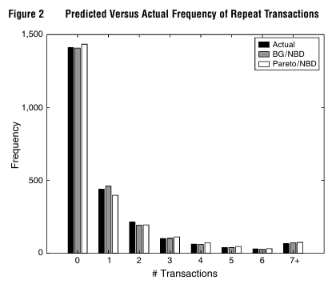 Figure 2 Predicted Versus Actual Frequency of Repeat Transactions
1,500
Actual
BG/NBD
Pareto/NBD
1,000
Frequency
500
0
0 1 2 3 4 5 6 7+
# Transactions